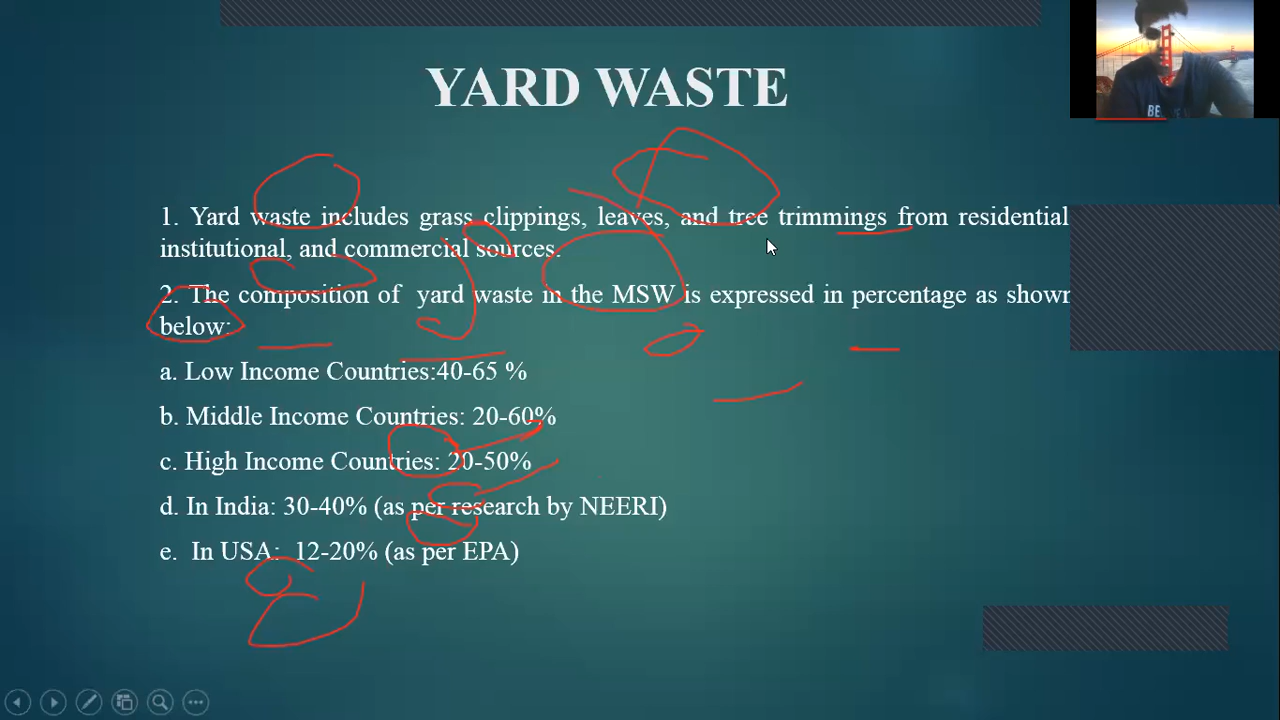 YARD WASTE
1. Yard waste includes grass clippings, leaves, and tree trimmings from residential
institutional, and commercial sources.
2. The composition of yard waste in the MSW is expressed in percentage as shown
below:
a. Low Income Countries:40-65 %
b. Middle Income Countries: 20-60%
c. High Income Countries: 20-50%
d. In India: 30-40% (as per research by NEERI)
e. In USA: 12-20% (as per EPA)